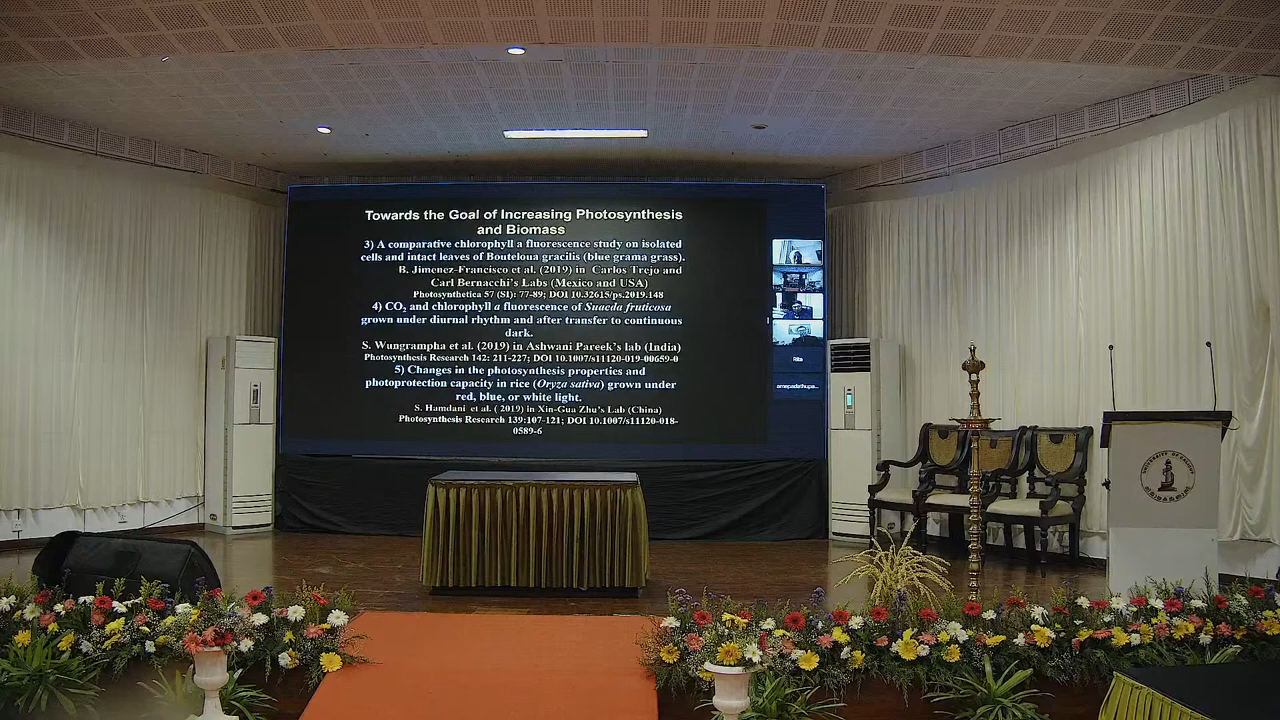 Towards the Goal of Increasing Photosynthesis
and Biomass
3) A comparative chlorophyll a fluorescence study on isolated
cells and intact leaves of Bouteloua gracilis (blue grama grass).
B. Jimenez-Francisco et al. (2019) in Carlos Trejo and
Carl Bernacchi's Labs (Mexico and USA)
Photosynthetica 57 (SI): 77-89; DOI 10.32615/ps.2019.148
4) CO₂ and chlorophyll a fluorescence of Suaeda fruticosa
grown under diurnal rhythm and after transfer to continuous
dark.
S. Wungrampha et al. (2019) in Ashwani Pareek's lab (India)
Photosynthesis Research 142: 211-227; DOI 10.1007/s11120-019-00659-0
5) Changes in the photosynthesis properties and
photoprotection capacity in rice (Oryza sativa) grown under
red, blue, or white light.
S. Hamdani et al. ( 2019) in Xin-Gua Zhu's Lab (China)
Photosynthesis Research 139:107-121; DOI 10.1007/s11120-018-
0589-6
Rita
UNIVERSITY OF CALICUT